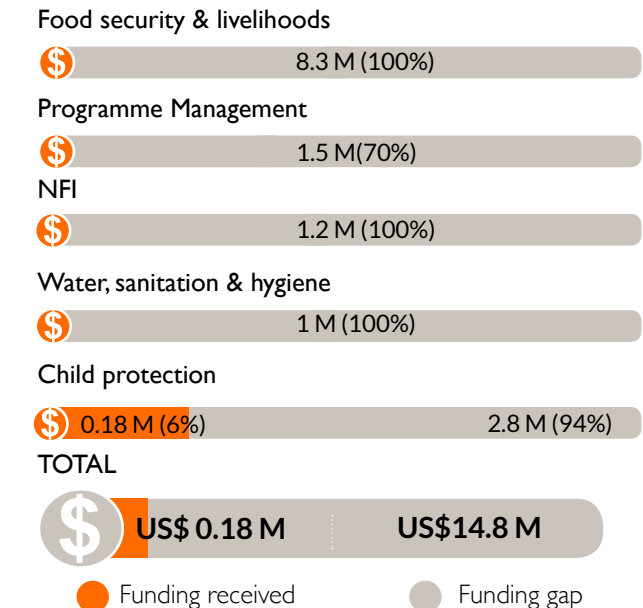 Food security & livelihoods
$ 8.3 M (100%)
Programme Management
$ 1.5 M(70%)
NFI
$ 1.2 M (100%)
Water, sanitation & hygiene
$ 1 M (100%)
Child protection
$ 0.18 M (6%) 2.8 M (94%)
TOTAL
$ US$ 0.18 M US$14.8 M
Funding received Funding gap